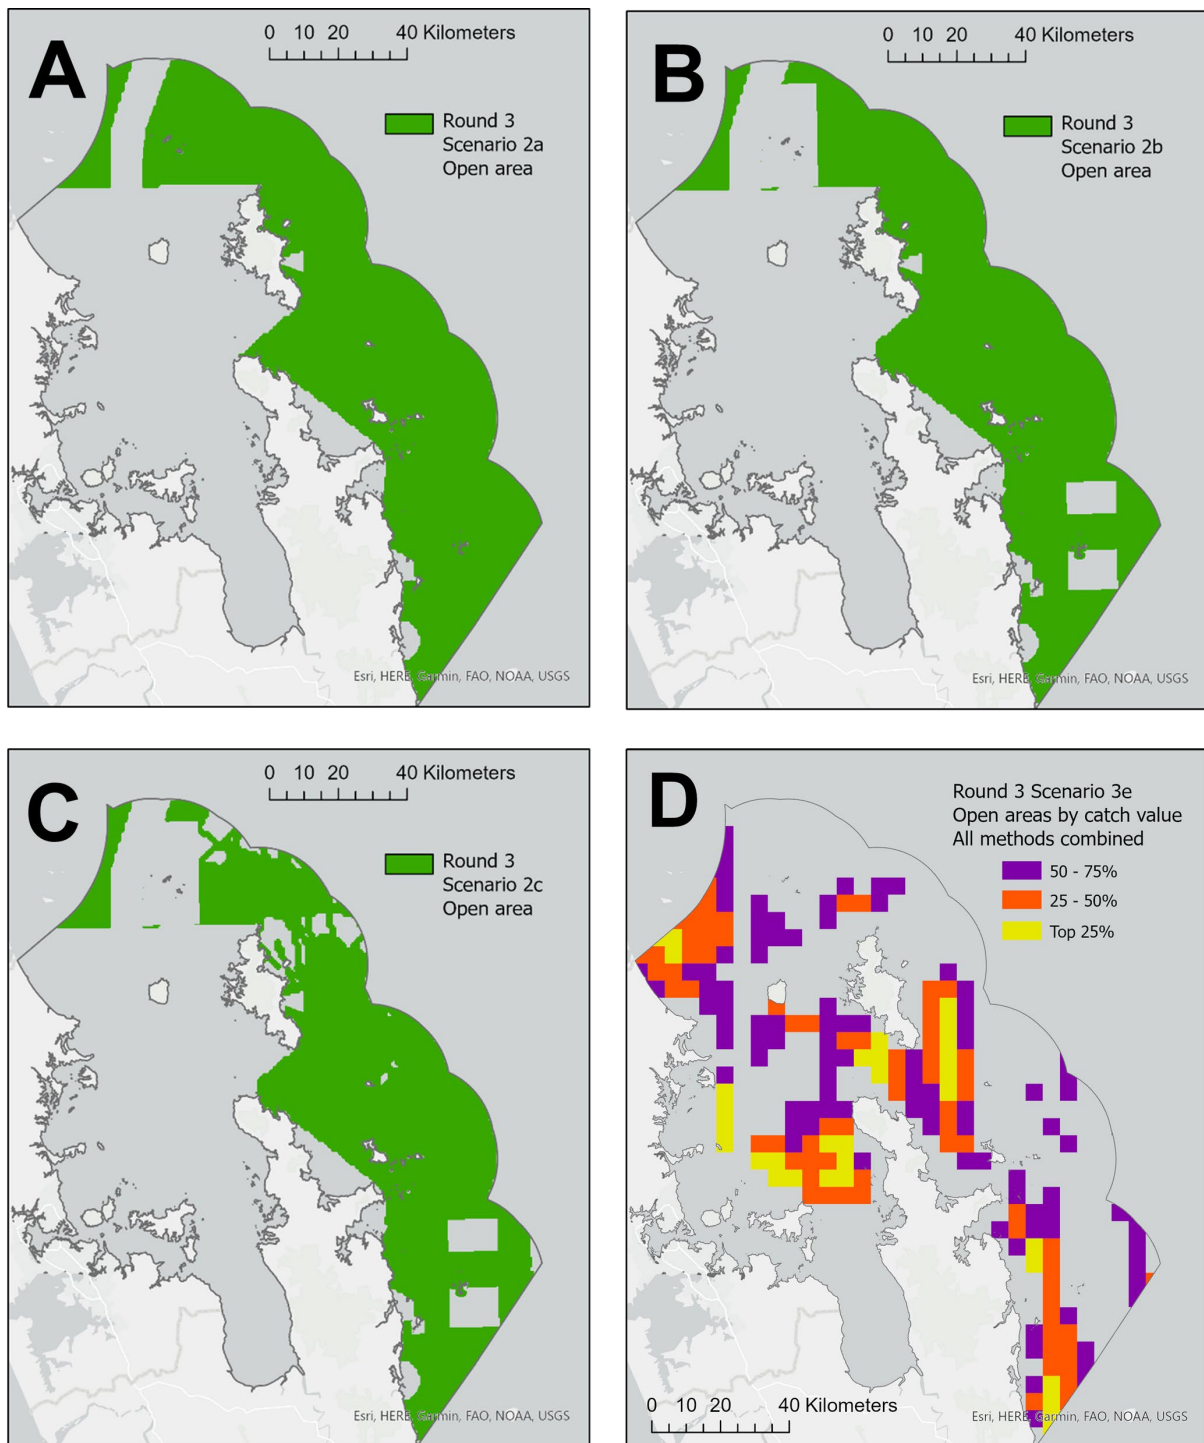 A
0 10 20 40 Kilometers
Round 3
Scenario 2a
Open area
Esri, HERE, Garmin, FAO, NOAA, USGS
B
0 10 20 40 Kilometers
Round 3
Scenario 2b
Open area
Esri, HERE, Garmin, FAO, NOAA, USGS
C
0 10 20 40 Kilometers
Round 3
Scenario 2c
Open area
Esri, HERE, Garmin, FAO, NOAA, USGS
D
Round 3 Scenario 3e
Open areas by catch value
All methods combined
50 - 75%
25 - 50%
Top 25%
0 10 20 40 Kilometers
Esri, HERE, Garmin, FAO, NOAA, USGS